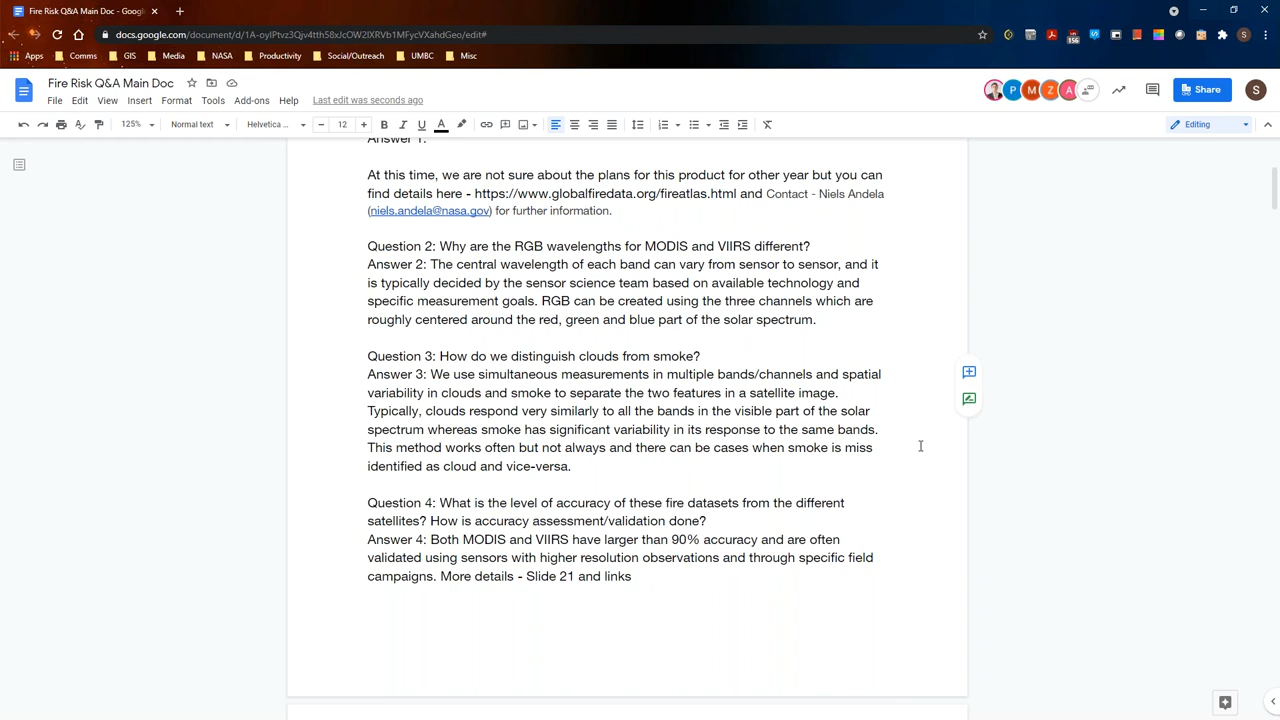 Fire Risk Q&A Main Doc - Googl
docs.google.com/document/d/1A-oyIPtvz3Qjv4tth58xJcOW2IXRVb1MFycVXahdGeo/edit#
156
S
Apps Comms GIS Media NASA Productivity Social/Outreach UMBC Misc
Fire Risk Q&A Main Doc
P M Z A
Share
S
File Edit View Insert Format Tools Add-ons Help Last edit was seconds ago
125% Normal text Helvetica ... 12 B I U A Editing
Answer 1:
At this time, we are not sure about the plans for this product for other year but you can
find details here - https://www.globalfiredata.org/fireatlas.html and Contact - Niels Andela
(niels.andela@nasa.gov) for further information.
Question 2: Why are the RGB wavelengths for MODIS and VIIRS different?
Answer 2: The central wavelength of each band can vary from sensor to sensor, and it
is typically decided by the sensor science team based on available technology and
specific measurement goals. RGB can be created using the three channels which are
roughly centered around the red, green and blue part of the solar spectrum.
Question 3: How do we distinguish clouds from smoke?
Answer 3: We use simultaneous measurements in multiple bands/channels and spatial
variability in clouds and smoke to separate the two features in a satellite image.
Typically, clouds respond very similarly to all the bands in the visible part of the solar
spectrum whereas smoke has significant variability in its response to the same bands.
This method works often but not always and there can be cases when smoke is miss
identified as cloud and vice-versa.
Question 4: What is the level of accuracy of these fire datasets from the different
satellites? How is accuracy assessment/validation done?
Answer 4: Both MODIS and VIIRS have larger than 90% accuracy and are often
validated using sensors with higher resolution observations and through specific field
campaigns. More details - Slide 21 and links